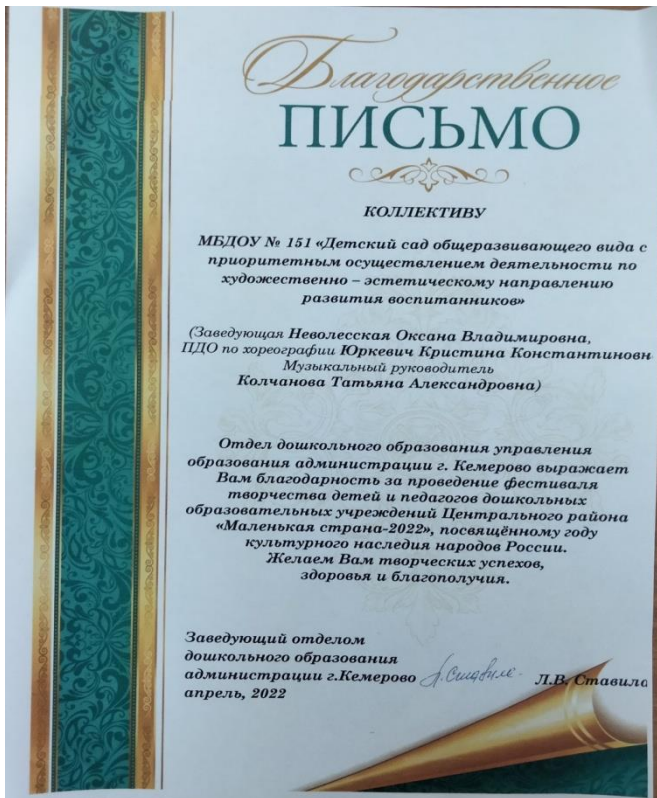 Благодарственное
ПИСЬМО
КОЛЛЕКТИВУ
МБДОУ № 151 «Детский сад общеразвивающего вида с
приоритетным осуществлением деятельности по
художественно – эстетическому направлению
развития воспитанников»
(Заведующая Неволесская Оксана Владимировна,
ПДО по хореографии Юркевич Кристина Константиновн
Музыкальный руководитель
Колчанова Татьяна Александровна)
Отдел дошкольного образования управления
образования администрации г. Кемерово выражает
Вам благодарность за проведение фестиваля
творчества детей и педагогов дошкольных
образовательных учреждений Центрального района
«Маленькая страна-2022», посвящённому году
культурного наследия народов России.
Желаем Вам творческих успехов,
здоровья и благополучия.
Заведующий отделом
дошкольного образования
администрации г.Кемерово Л.В. Ставила
апрель, 2022